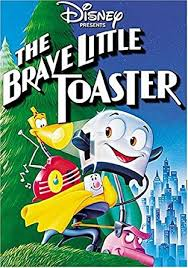 DISNEY
PRESENTS
THE
BRAVE LITTLE
TOASTER